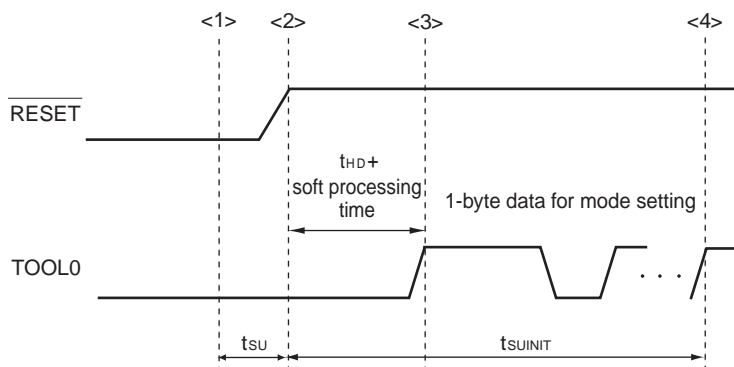 <1> <2> <3> <4>
RESET
tHD+
soft processing
time
1-byte data for mode setting
TOOL0
. . .
tSU
tSUINIT